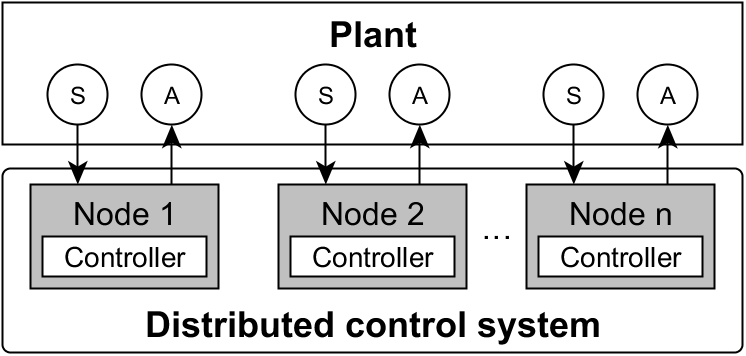 Plant
S A S A S A
Node 1 Node 2 Node n
...
Controller Controller Controller
Distributed control system